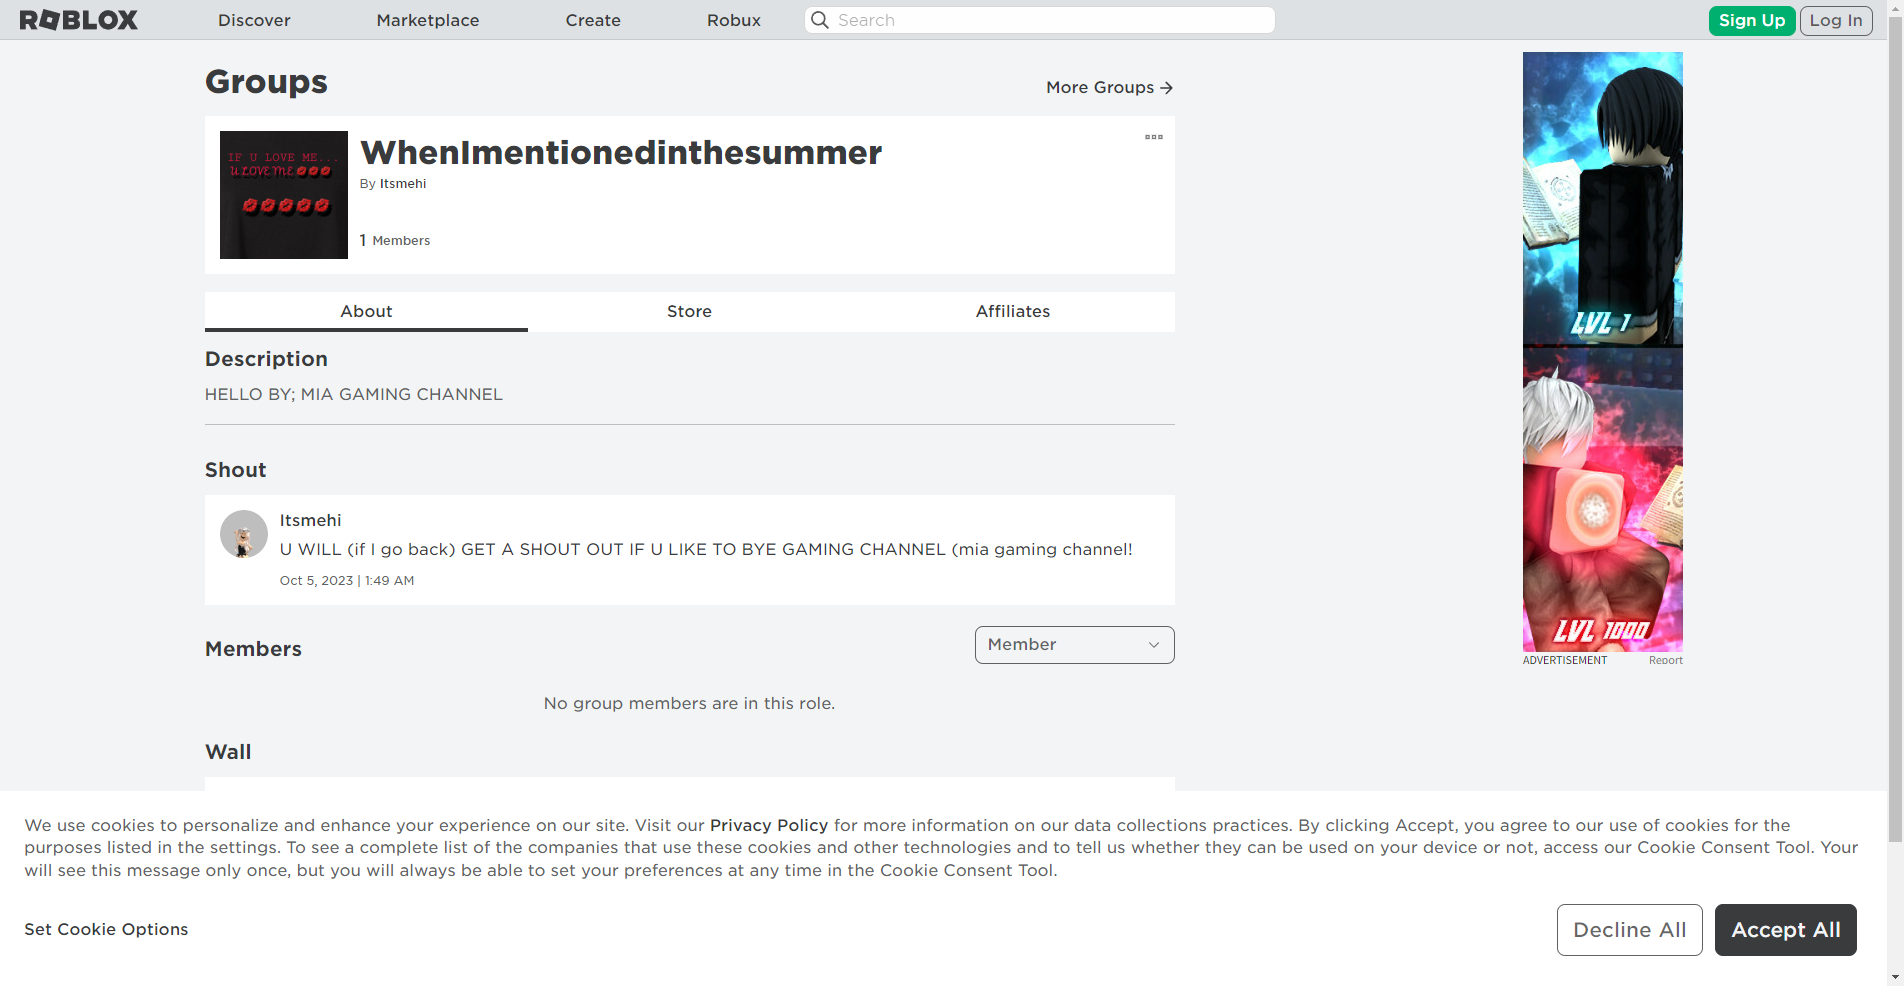 ROBLOX
Discover
Marketplace
Create
Robux
Search
Sign Up
Log In
Groups
More Groups →
IF U LOVE ME...
U LOVE ME
WhenImentionedinthesummer
By Itsmehi
1 Members
About
Store
Affiliates
Description
HELLO BY; MIA GAMING CHANNEL
Shout
Itsmehi
U WILL (if I go back) GET A SHOUT OUT IF U LIKE TO BYE GAMING CHANNEL (mia gaming channel!
Oct 5, 2023 | 1:49 AM
Members
Member
No group members are in this role.
Wall
LVL 1
LVL 1000
ADVERTISEMENT
Report
We use cookies to personalize and enhance your experience on our site. Visit our Privacy Policy for more information on our data collections practices. By clicking Accept, you agree to our use of cookies for the
purposes listed in the settings. To see a complete list of the companies that use these cookies and other technologies and to tell us whether they can be used on your device or not, access our Cookie Consent Tool. Your
will see this message only once, but you will always be able to set your preferences at any time in the Cookie Consent Tool.
Set Cookie Options
Decline All
Accept All